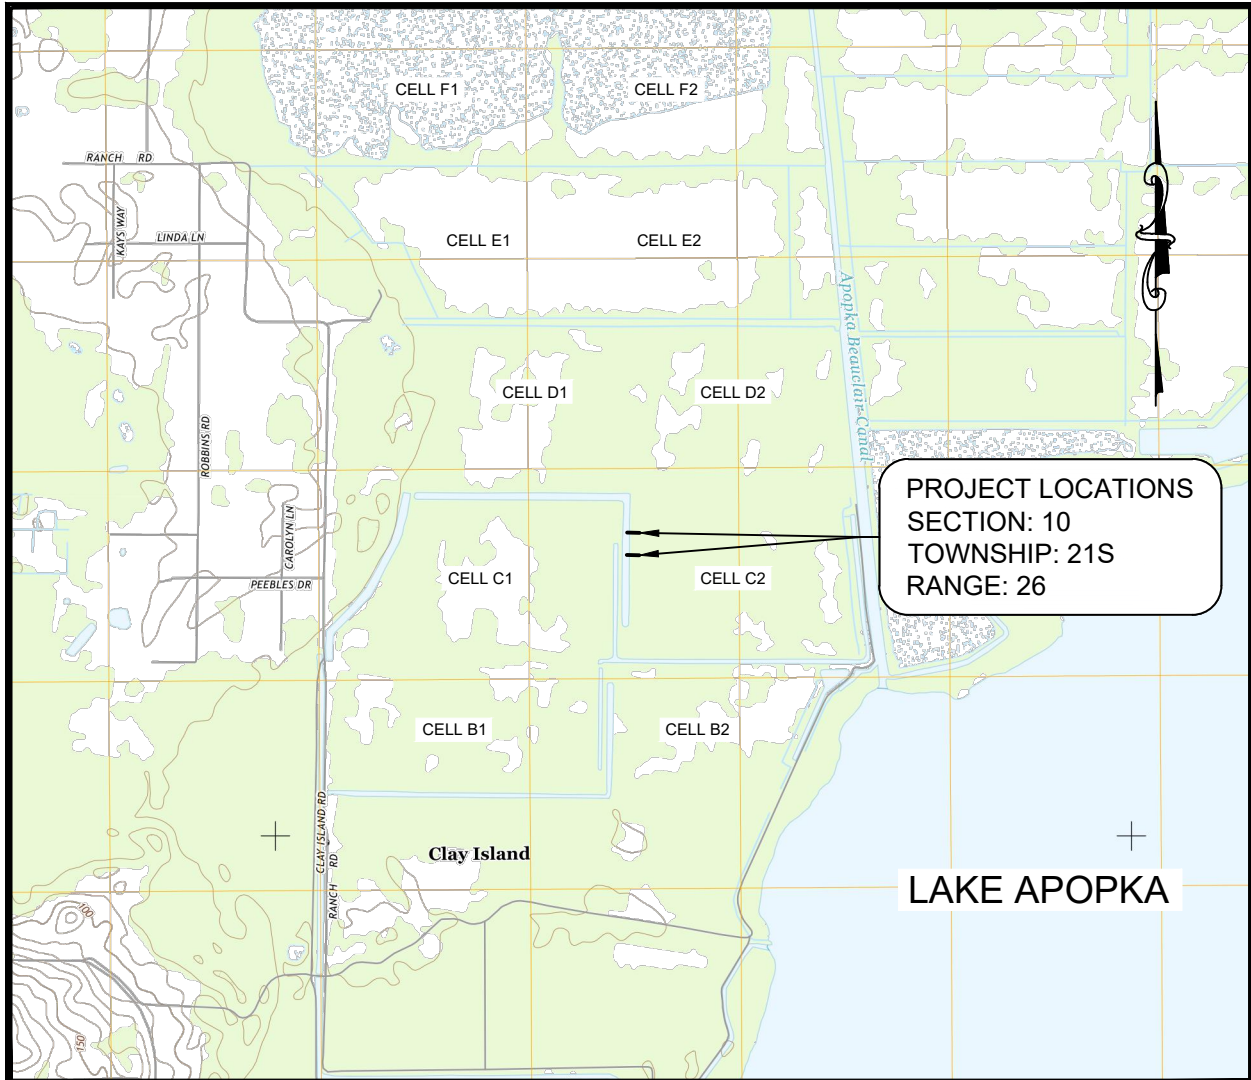 CELL F1
CELL F2
RANCH RD
KAYS WAY
LINDA LN
CELL E1
CELL E2
Apopka Beauclair Canal
CELL D1
CELL D2
ROBBINS RD
PROJECT LOCATIONS
SECTION: 10
TOWNSHIP: 21S
RANGE: 26
CAROLYN LN
PEEBLES DR
CELL C1
CELL C2
CELL B1
CELL B2
CLAY ISLAND RD
RANCH RD
Clay Island
LAKE APOPKA
100
150